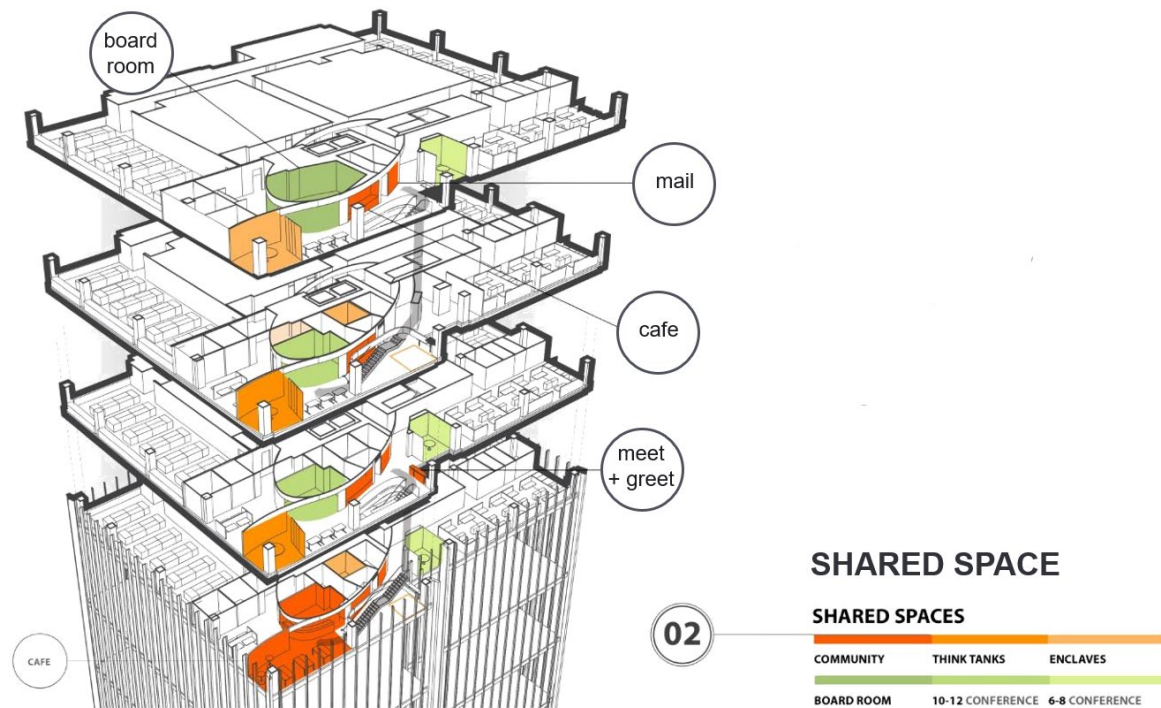 board
room
mail
cafe
meet
+ greet
CAFE
SHARED SPACE
02
SHARED SPACES
COMMUNITY THINK TANKS ENCLAVES
BOARD ROOM 10-12 CONFERENCE 6-8 CONFERENCE